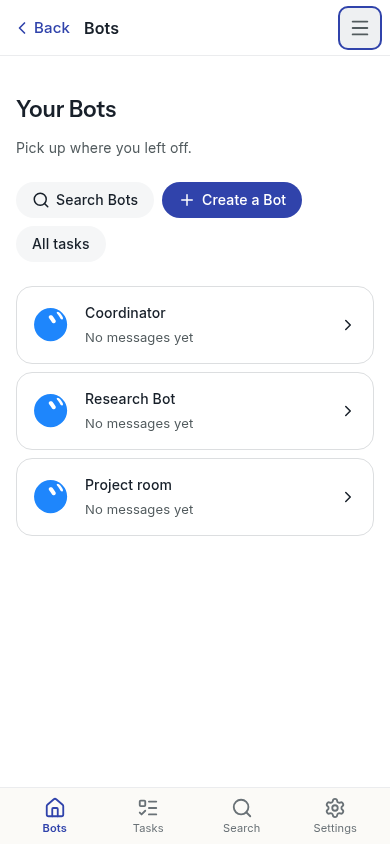 Back Bots
Your Bots
Pick up where you left off.
Search Bots
Create a Bot
All tasks
Coordinator
No messages yet
Research Bot
No messages yet
Project room
No messages yet
Bots Tasks Search Settings